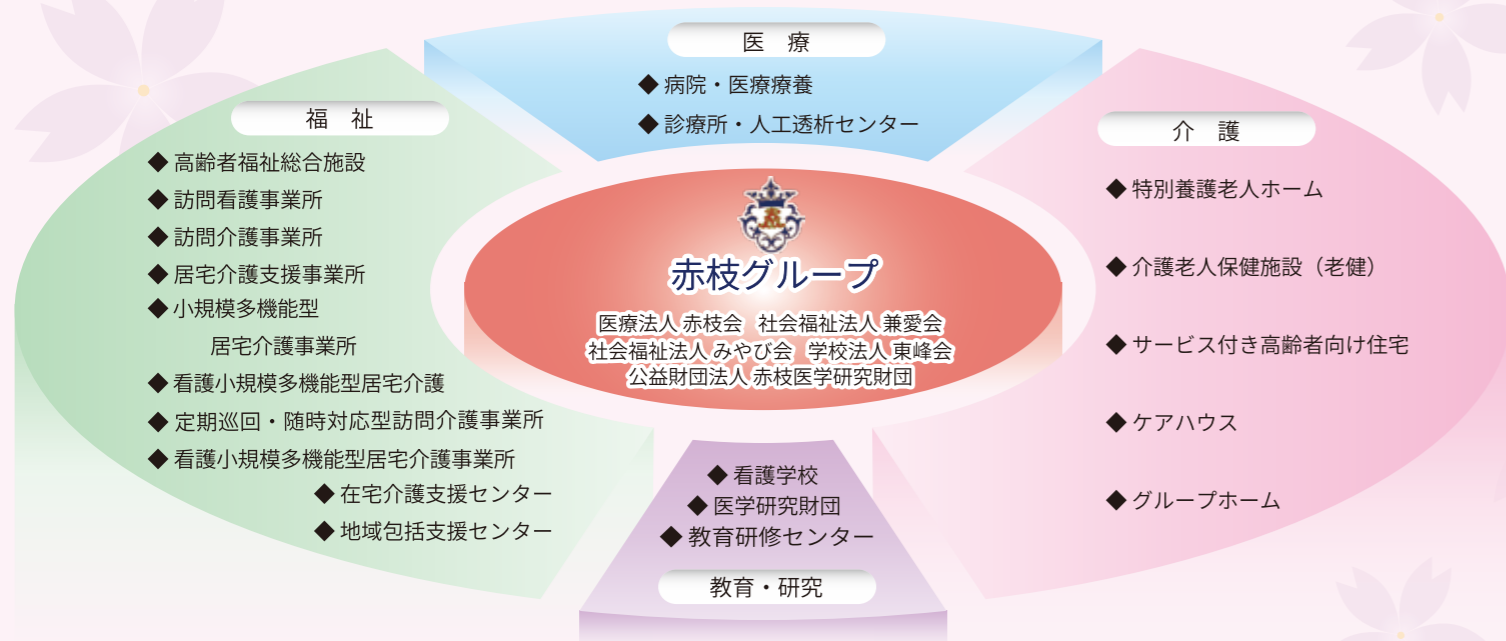 医 療
◆ 病院・医療療養
◆ 診療所・人工透析センター
福 祉
◆ 高齢者福祉総合施設
◆ 訪問看護事業所
◆ 訪問介護事業所
◆ 居宅介護支援事業所
◆ 小規模多機能型
居宅介護事業所
◆ 看護小規模多機能型居宅介護
◆ 定期巡回・随時対応型訪問介護事業所
◆ 看護小規模多機能型居宅介護事業所
◆ 在宅介護支援センター
◆ 地域包括支援センター
赤枝グループ
医療法人 赤枝会 社会福祉法人 兼愛会
社会福祉法人 みやび会 学校法人 東峰会
公益財団法人 赤枝医学研究財団
介 護
◆ 特別養護老人ホーム
◆ 介護老人保健施設（老健）
◆ サービス付き高齢者向け住宅
◆ ケアハウス
◆ グループホーム
◆ 看護学校
◆ 医学研究財団
◆ 教育研修センター
教育・研究